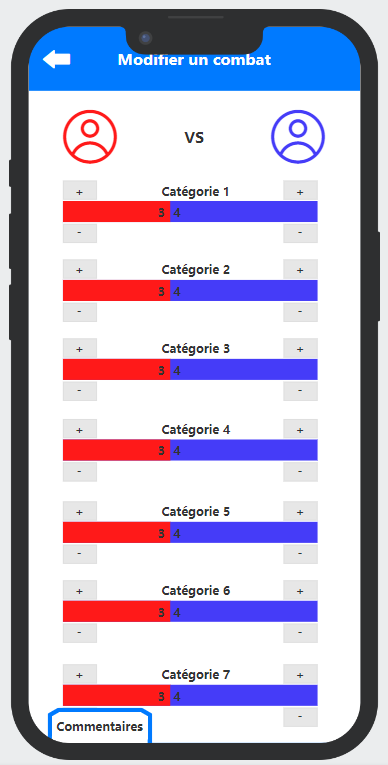 Modifier un combat
VS
+ Catégorie 1 +
3 4
- -
+ Catégorie 2 +
3 4
- -
+ Catégorie 3 +
3 4
- -
+ Catégorie 4 +
3 4
- -
+ Catégorie 5 +
3 4
- -
+ Catégorie 6 +
3 4
- -
+ Catégorie 7 +
3 4
-
Commentaires